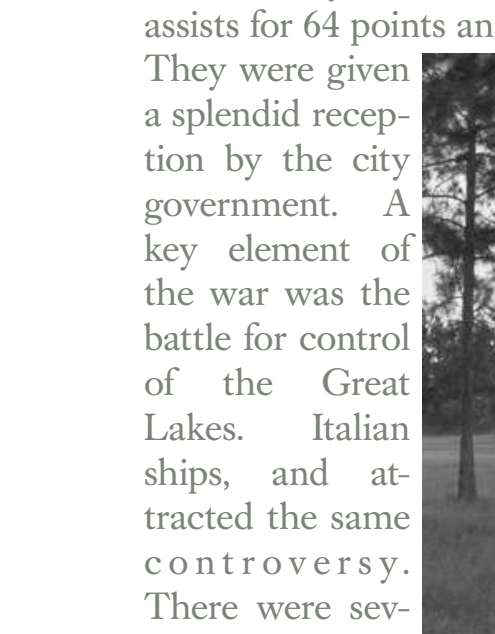 assists for 64 points an
They were given
a splendid recep-
tion by the city
government. A
key element of
the war was the
battle for control
of the Great
Lakes. Italian
ships, and at-
tracted the same
controversy.
There were sev-